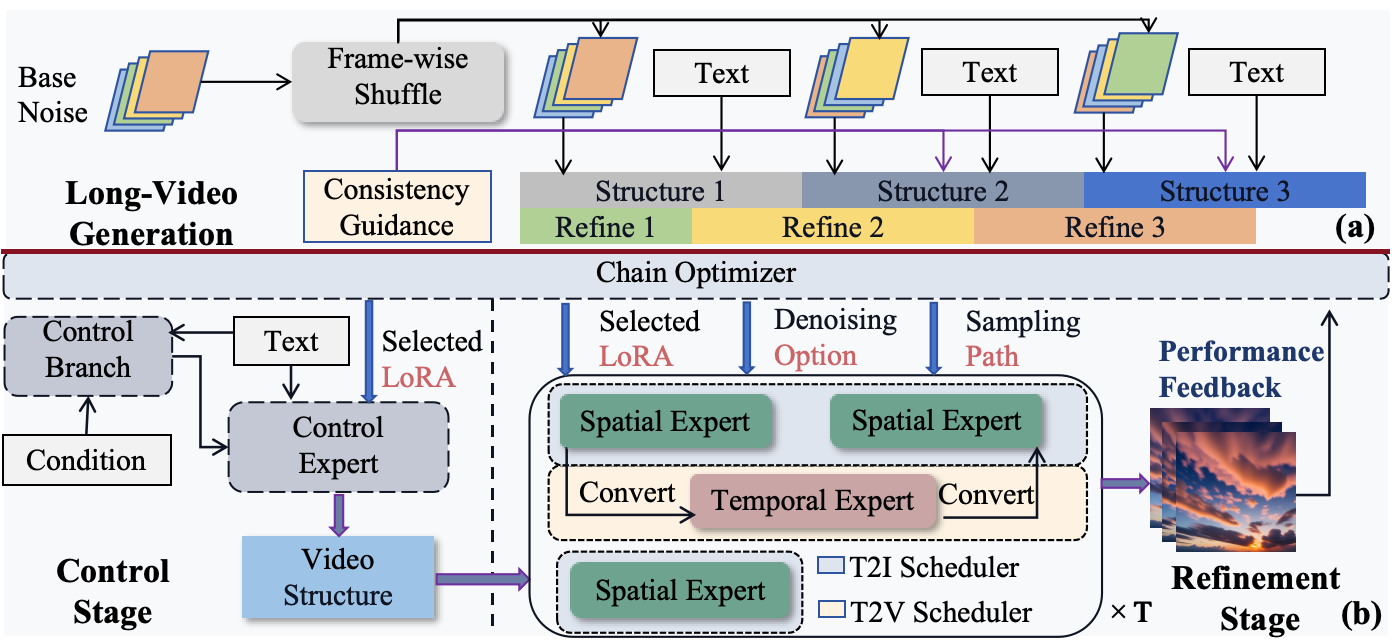 Base
Noise
Frame-wise
Shuffle
Text
Text
Text
Long-Video
Generation
Consistency
Guidance
Structure 1
Structure 2
Structure 3
Refine 1
Refine 2
Refine 3
(a)
Chain Optimizer
Control
Branch
Text
Selected
LoRA
Condition
Control
Expert
Video
Structure
Control
Stage
Selected
LoRA
Denoising
Option
Sampling
Path
Spatial Expert
Spatial Expert
Convert
Temporal Expert
Convert
Spatial Expert
T2I Scheduler
T2V Scheduler
× T
Performance
Feedback
Refinement
Stage
(b)